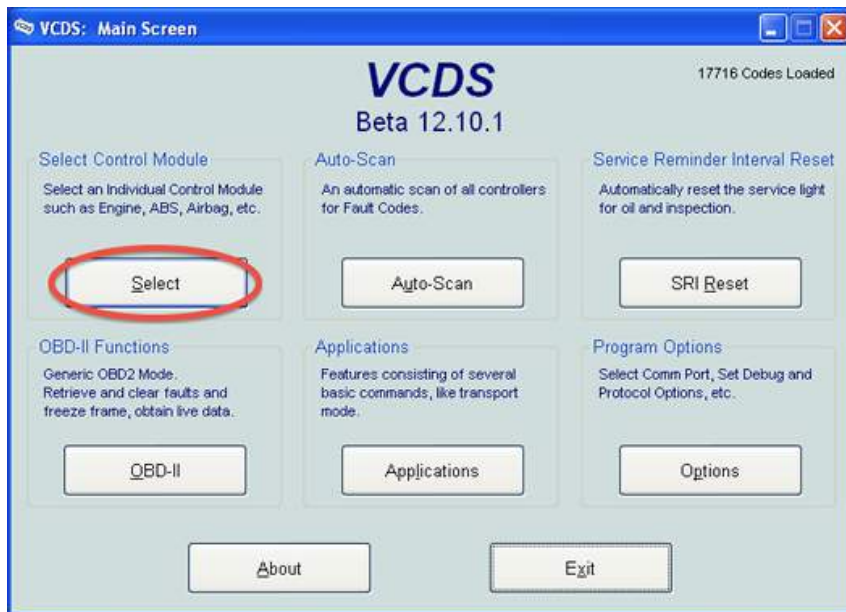 VCDS: Main Screen
VCDS
Beta 12.10.1
17716 Codes Loaded
Select Control Module
Select an Individual Control Module
such as Engine, ABS, Airbag, etc.
Select
Auto-Scan
An automatic scan of all controllers
for Fault Codes.
Auto-Scan
Service Reminder Interval Reset
Automatically reset the service light
for oil and inspection.
SRI Reset
OBD-II Functions
Generic OBD2 Mode.
Retrieve and clear faults and
freeze frame, obtain live data.
OBD-II
Applications
Features consisting of several
basic commands, like transport
mode.
Applications
Program Options
Select Comm Port, Set Debug and
Protocol Options, etc.
Options
About
Exit